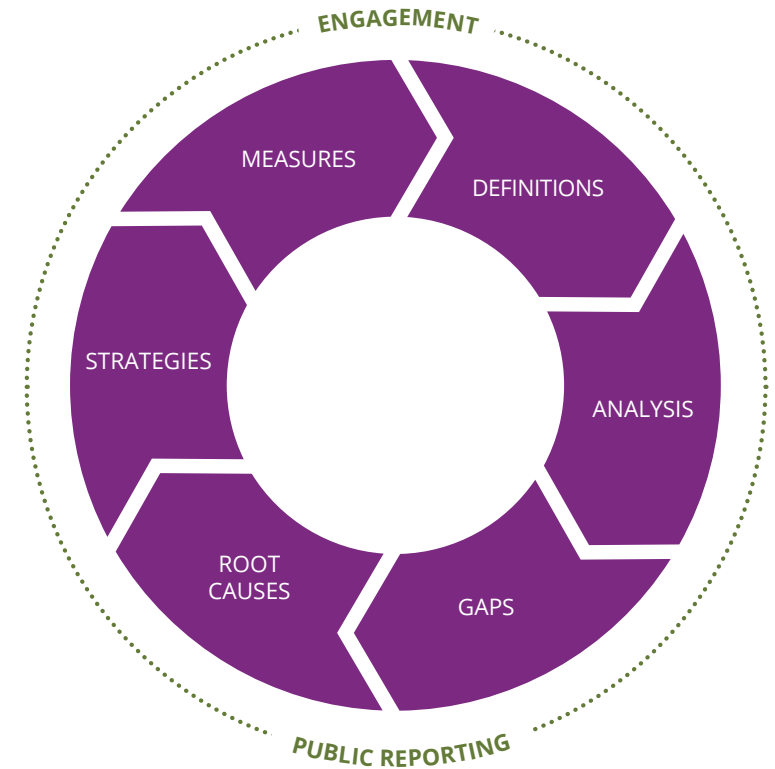 ENGAGEMENT
MEASURES
DEFINITIONS
STRATEGIES
ANALYSIS
ROOT
CAUSES
GAPS
PUBLIC REPORTING